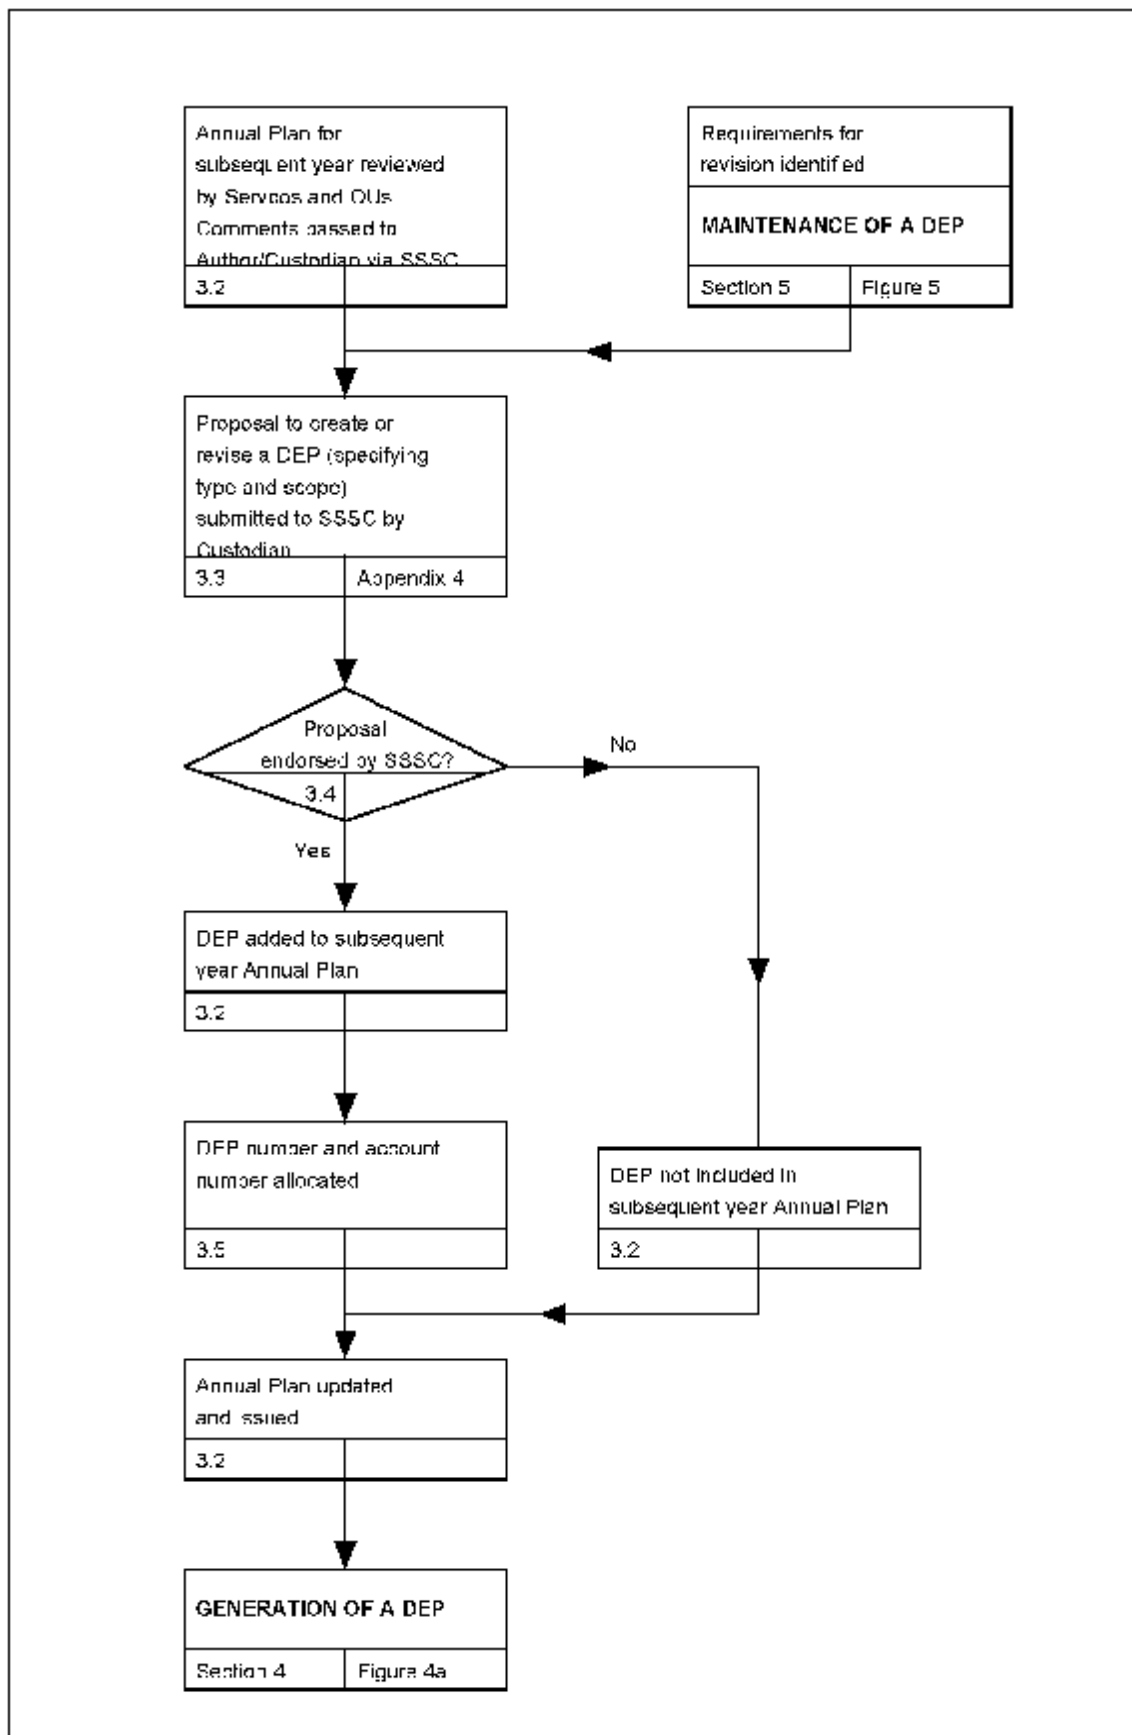 Annual Plan for
subsequent year reviewed
by Servcos and OUs
Comments passed to
Author/Custodian via SSSC
3.2
Requirements for
revision identified
MAINTENANCE OF A DEP
Section 5
Figure 5
Proposal to create or
revise a DEP (specifying
type and scope)
submitted to SSSC by
Custodian
3.3
Appendix 4
Proposal
endorsed by SSSC?
3.4
No
Yes
DEP added to subsequent
year Annual Plan
3.2
DEP number and account
number allocated
3.5
DEP not included in
subsequent year Annual Plan
3.2
Annual Plan updated
and issued
3.2
GENERATION OF A DEP
Section 4
Figure 4a